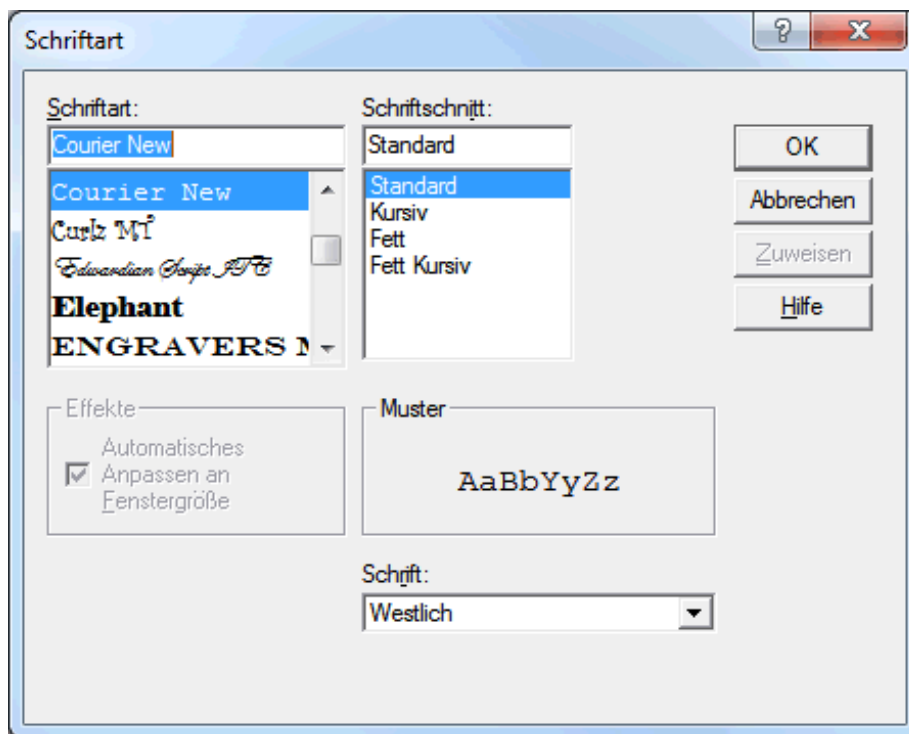 Schriftart
Schriftart:
Courier New
Courier New
Curlz MT
Edwardian Script ITC
Elephant
ENGRAVERS M
Schriftschnitt:
Standard
Standard
Kursiv
Fett
Fett Kursiv
OK
Abbrechen
Zuweisen
Hilfe
Effekte
Automatisches
Anpassen an
Fenstergröße
Muster
AaBbYyZz
Schrift:
Westlich